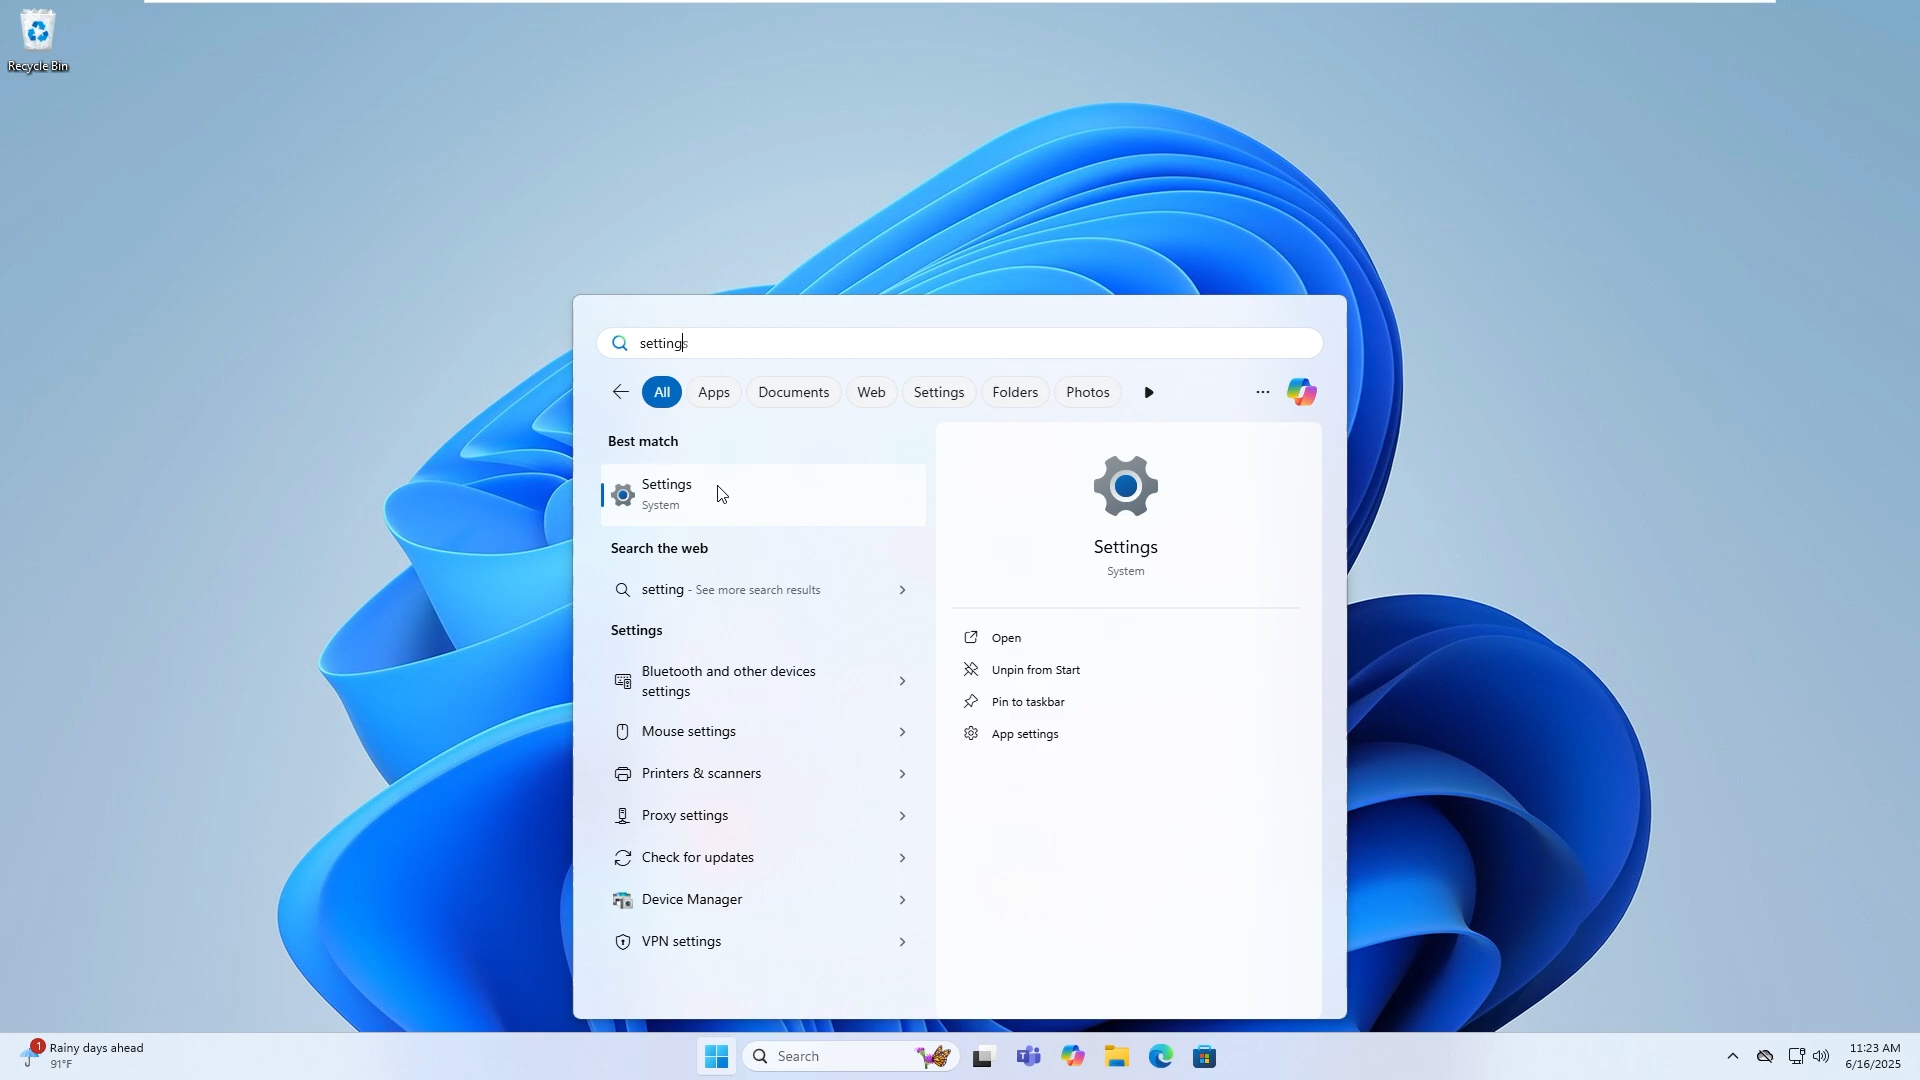 Recycle Bin
settings
All
Apps
Documents
Web
Settings
Folders
Photos
Best match
Settings
System
Search the web
setting - See more search results
Settings
Bluetooth and other devices
settings
Mouse settings
Printers & scanners
Proxy settings
Check for updates
Device Manager
VPN settings
Settings
System
Open
Unpin from Start
Pin to taskbar
App settings
1
Rainy days ahead
91°F
Search
11:23 AM
6/16/2025